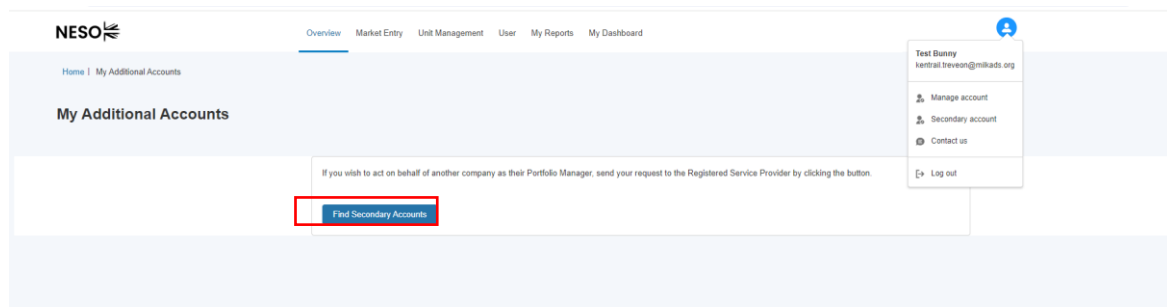 NESO
Overview Market Entry Unit Management User My Reports My Dashboard
Test Bunny
kentrail.treveon@milkads.org
Home | My Additional Accounts
Manage account
My Additional Accounts
Secondary account
Contact us
If you wish to act on behalf of another company as their Portfolio Manager, send your request to the Registered Service Provider by clicking the button.
Log out
Find Secondary Accounts